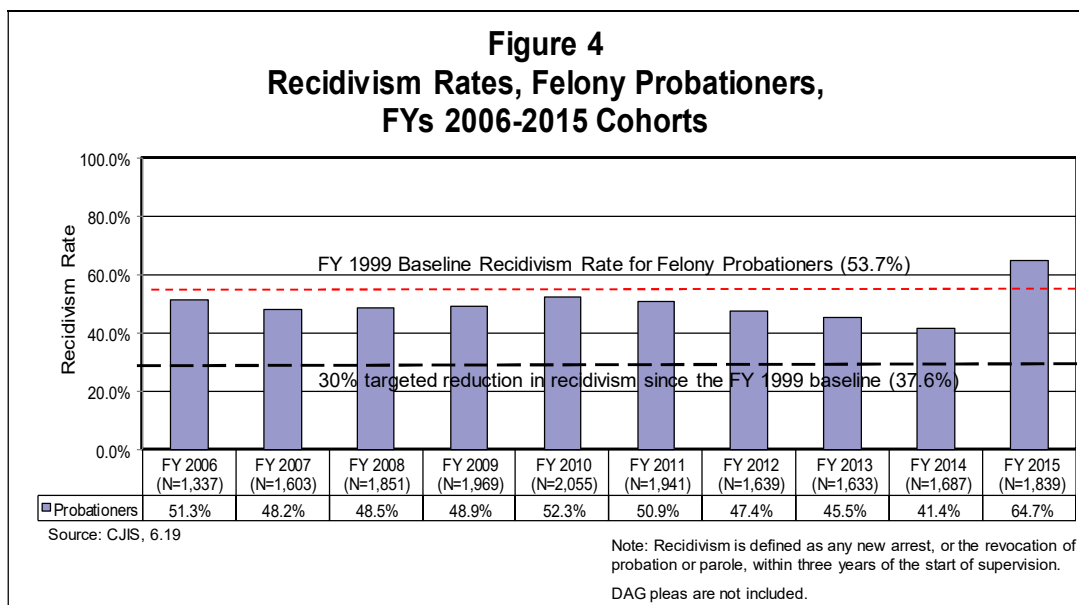 Figure 4
Recidivism Rates, Felony Probationers,
FYs 2006-2015 Cohorts
Recidivism Rate
100.0%
80.0%
60.0%
40.0%
20.0%
0.0%
FY 1999 Baseline Recidivism Rate for Felony Probationers (53.7%)
30% targeted reduction in recidivism since the FY 1999 baseline (37.6%)
FY 2006 FY 2007 FY 2008 FY 2009 FY 2010 FY 2011 FY 2012 FY 2013 FY 2014 FY 2015
(N=1,337) (N=1,603) (N=1,851) (N=1,969) (N=2,055) (N=1,941) (N=1,639) (N=1,633) (N=1,687) (N=1,839)
Probationers 51.3% 48.2% 48.5% 48.9% 52.3% 50.9% 47.4% 45.5% 41.4% 64.7%
Source: CJIS, 6.19
Note: Recidivism is defined as any new arrest, or the revocation of
probation or parole, within three years of the start of supervision.
DAG pleas are not included.